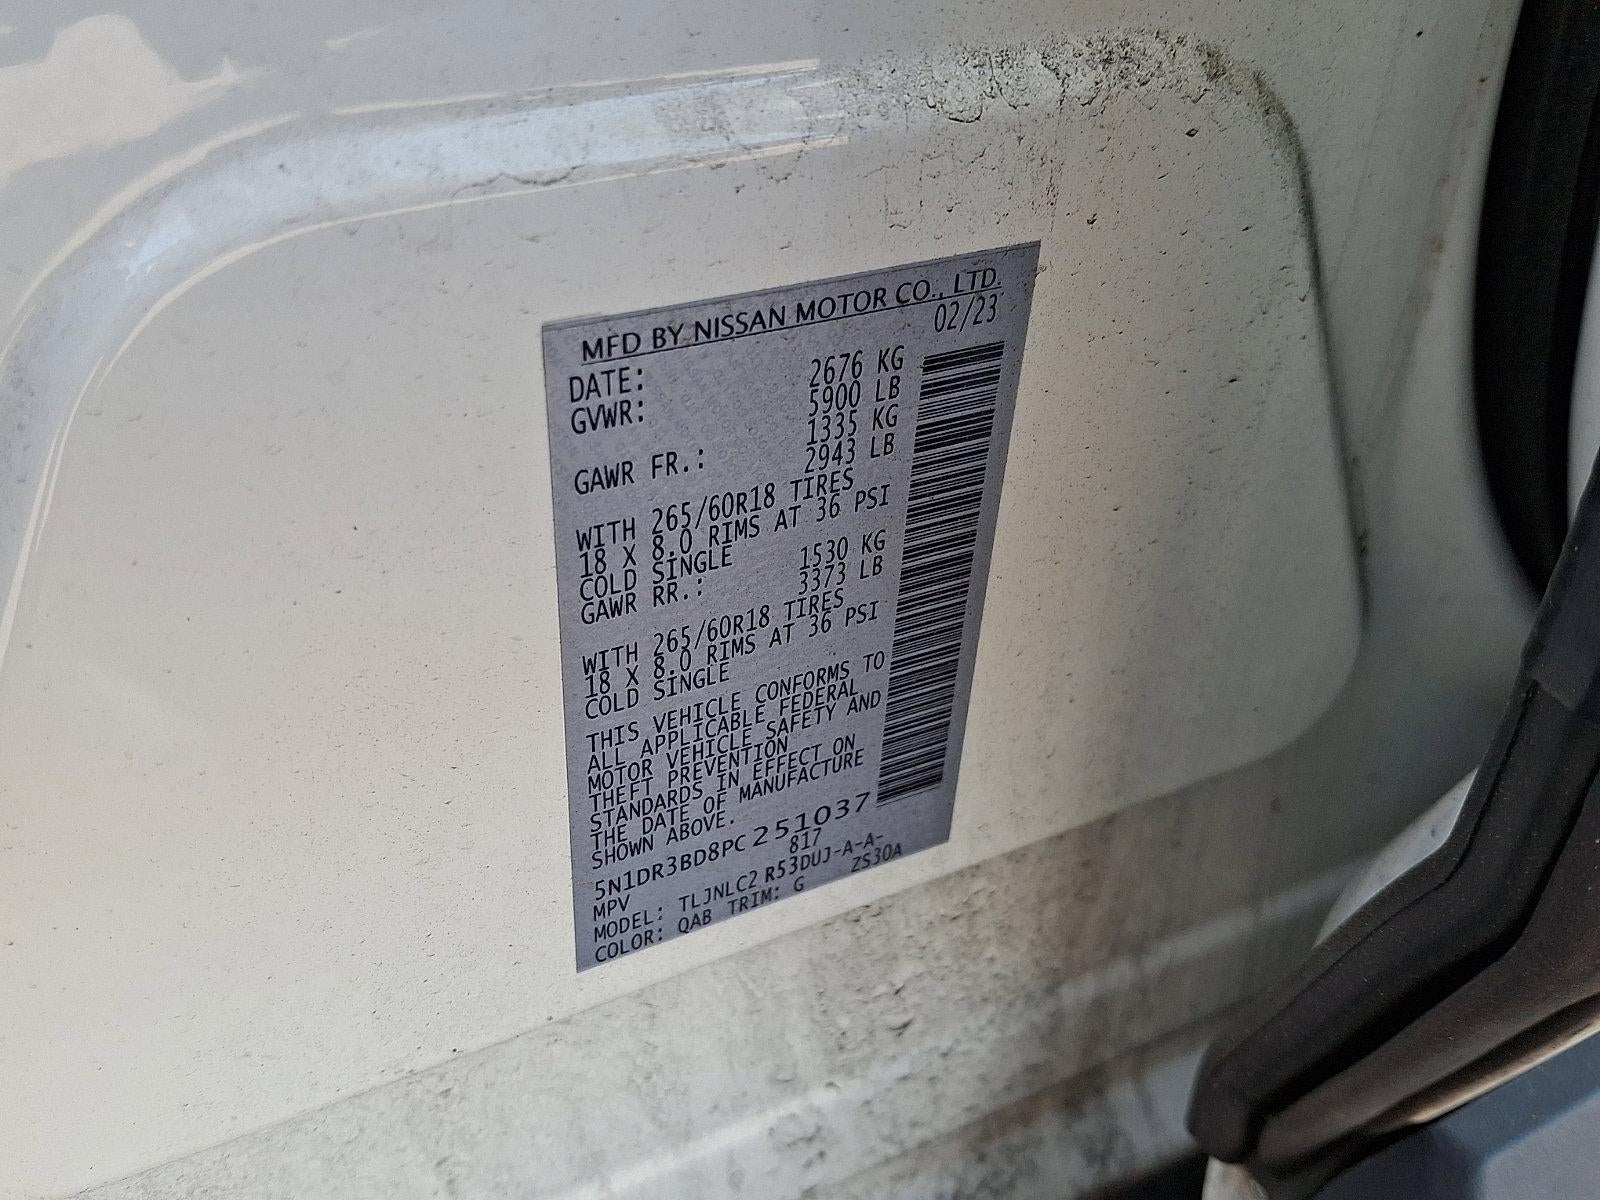 MFD BY NISSAN MOTOR CO., LTD.
DATE: 02/23
GVWR: 2676 KG
5900 LB
GAWR FR.: 1335 KG
2943 LB
WITH 265/60R18 TIRES
18 X 8.0 RIMS AT 36 PSI
COLD SINGLE
GAWR RR.: 1530 KG
3373 LB
WITH 265/60R18 TIRES
18 X 8.0 RIMS AT 36 PSI
COLD SINGLE
THIS VEHICLE CONFORMS TO
ALL APPLICABLE FEDERAL
MOTOR VEHICLE SAFETY AND
THEFT PREVENTION
STANDARDS IN EFFECT ON
THE DATE OF MANUFACTURE
SHOWN ABOVE.
5N1DR3BD8PC251037
MPV 817
MODEL: TLJNLC2 R53DUJ-A-A-
COLOR: QAB TRIM: G ZS30A